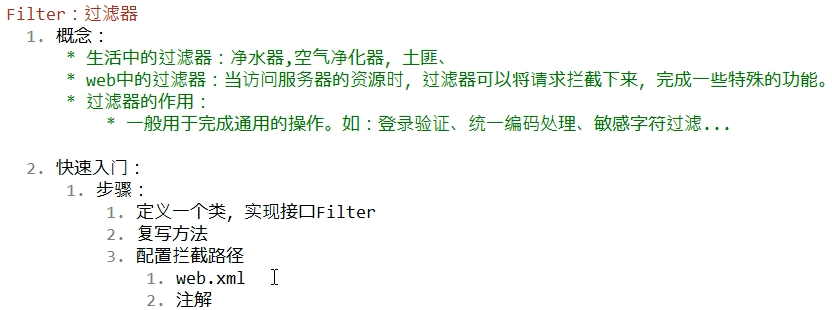 Filter：过滤器
1. 概念：
* 生活中的过滤器：净水器,空气净化器，土匪、
* web中的过滤器：当访问服务器的资源时，过滤器可以将请求拦截下来，完成一些特殊的功能。
* 过滤器的作用：
* 一般用于完成通用的操作。如：登录验证、统一编码处理、敏感字符过滤...
2. 快速入门：
1. 步骤：
1. 定义一个类，实现接口Filter
2. 复写方法
3. 配置拦截路径
1. web.xml
2. 注解